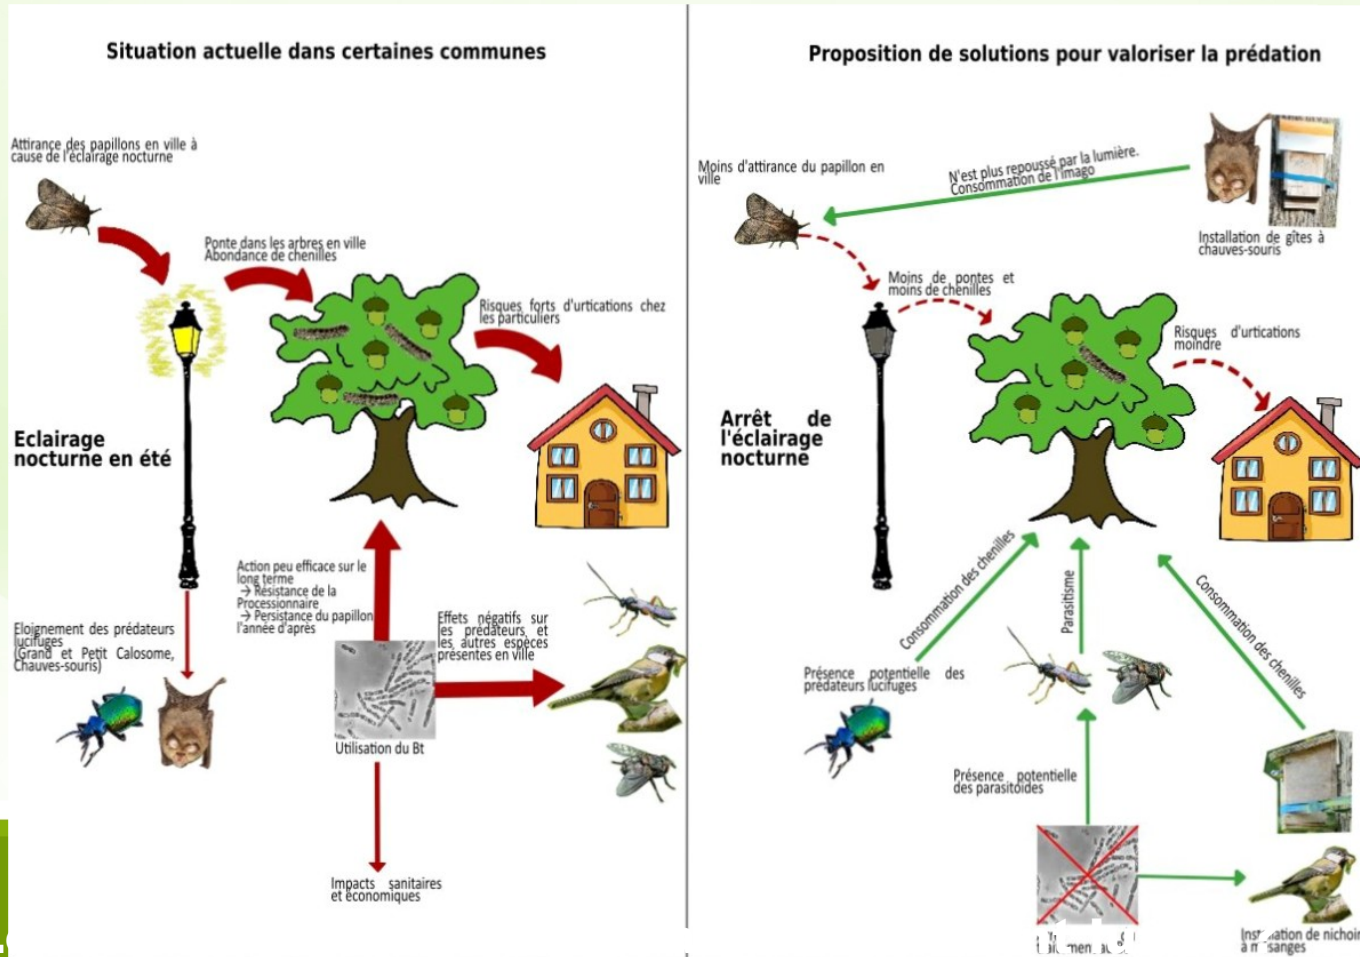 Situation actuelle dans certaines communes
Attirance des papillons en ville à
cause de l'éclairage nocturne
Ponte dans les arbres en ville
Abondance de chenilles
Risques forts d'urtications chez
les particuliers
Eclairage
nocturne en été
Action peu efficace sur le
long terme
→ Résistance de la
Processionnaire
→ Persistance du papillon
l'année d'après
Effets négatifs sur
les prédateurs et
les autres espèces
présentes en ville
Eloignement des prédateurs
lucifuges
(Grand et Petit Calosome,
Chauves-souris)
Utilisation du Bt
Impacts sanitaires
et économiques
Proposition de solutions pour valoriser la prédation
Moins d'attirance du papillon en
ville
N'est plus repoussé par la lumière.
Consommation de l'imago
Installation de gîtes à
chauves-souris
Moins de pontes et
moins de chenilles
Risques d'urtications
moindre
Arrêt de
l'éclairage
nocturne
Consommation des chenilles
Parasitisme
Consommation des chenilles
Présence potentielle des
prédateurs lucifuges
Présence potentielle
des parasitoïdes
de nichoir
à